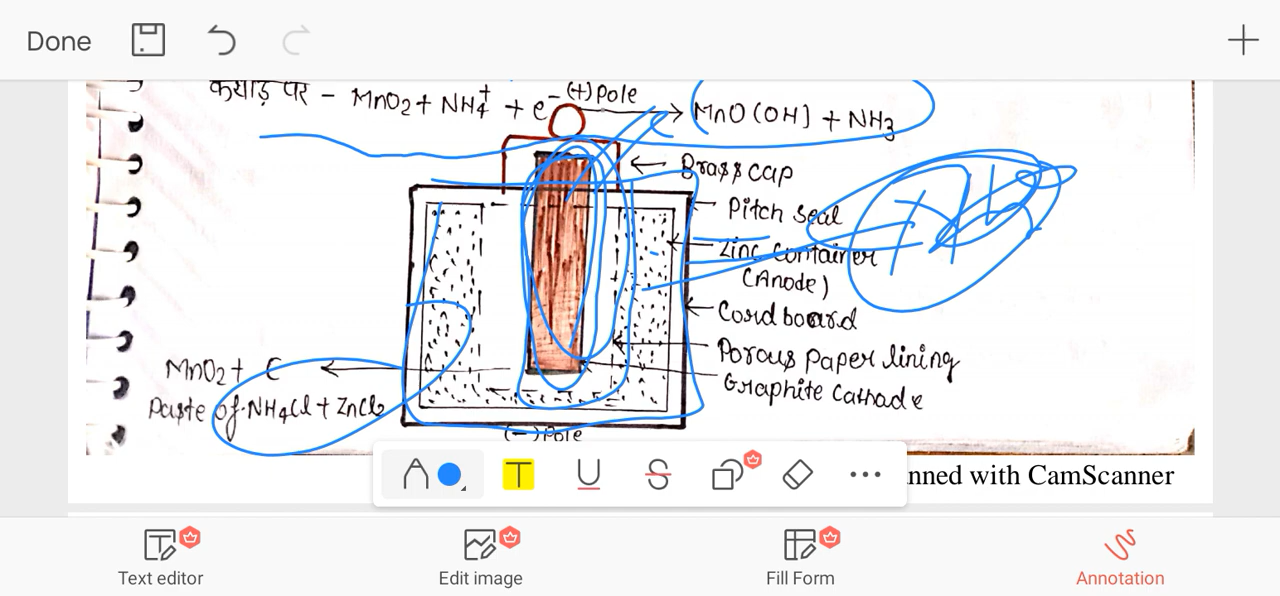 Done
कैथोड पर - MnO2 + NH4+ + e- → MnO(OH) + NH3
(+) pole
Brass cap
Pitch seal
Zinc Container
(Anode)
Cord board
Porous paper lining
Graphite Cathode
MnO2 + C
Paste of NH4Cl + ZnCl2
(-) Pole
nned with CamScanner
T
U
S
Text editor
Edit image
Fill Form
Annotation